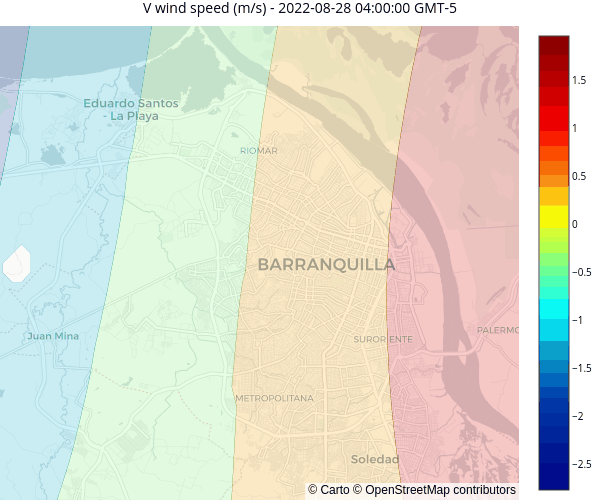 V wind speed (m/s) - 2022-08-28 04:00:00 GMT-5
Eduardo Santos
- La Playa
RIOMAR
BARRANQUILLA
Juan Mina
SURORIENTE
PALERMO
METROPOLITANA
Soledad
© Carto © OpenStreetMap contributors
1.5
1
0.5
0
−0.5
−1
−1.5
−2
−2.5